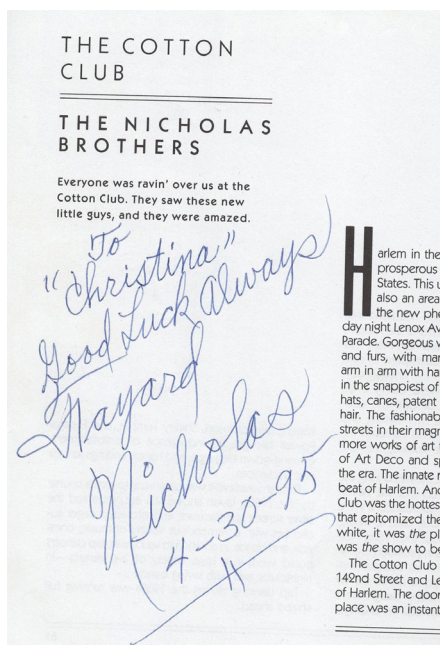 THE COTTON
CLUB
THE NICHOLAS
BROTHERS
Everyone was ravin' over us at the
Cotton Club. They saw these new
little guys, and they were amazed.
To
"Christina"
Good Luck Always
Fayard
Nicholas
4-30-95
Harlem in the
prosperous
States. This u
also an area
the new phe
day night Lenox Av
Parade. Gorgeous w
and furs, with mar
arm in arm with ha
in the snappiest of
hats, canes, patent
hair. The fashionab
streets in their magn
more works of art
of Art Deco and sp
the era. The innate r
beat of Harlem. And
Club was the hottes
that epitomized the
white, it was the pl
was the show to be
The Cotton Club
142nd Street and Le
of Harlem. The door
place was an instant